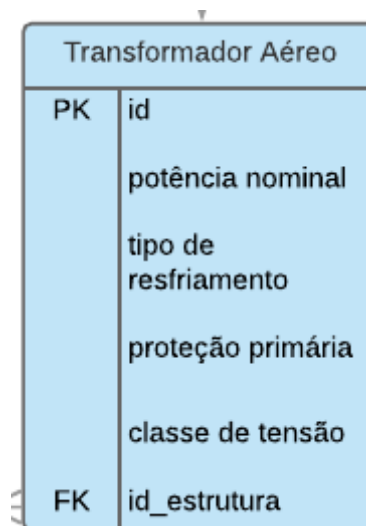 Transformador Aéreo
PK id
potência nominal
tipo de
resfriamento
proteção primária
classe de tensão
FK id_estrutura